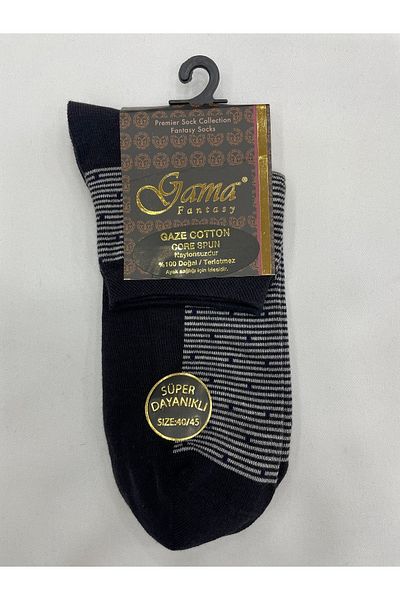 Premier Sock Collection
Fantasy Socks
Gama®
Fantasy
GAZE COTTON
CORE SPUN
Naylonsuzdur
%100 Doğal / Terletmez
Ayak sağlığı için idealdir.
SÜPER
DAYANIKLI
SIZE:40/45